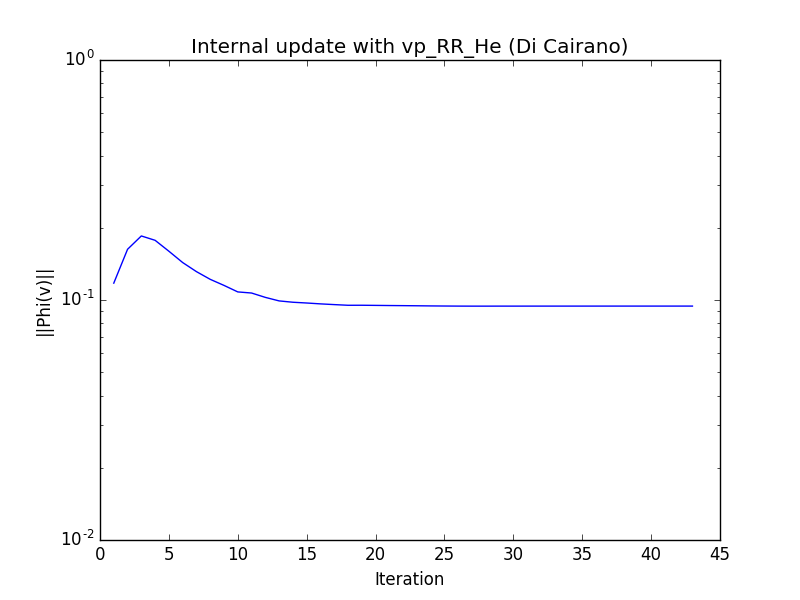 Internal update with vp_RR_He (Di Cairano)
10^0
10^-1
10^-2
||Phi(v)||
0 5 10 15 20 25 30 35 40 45
Iteration